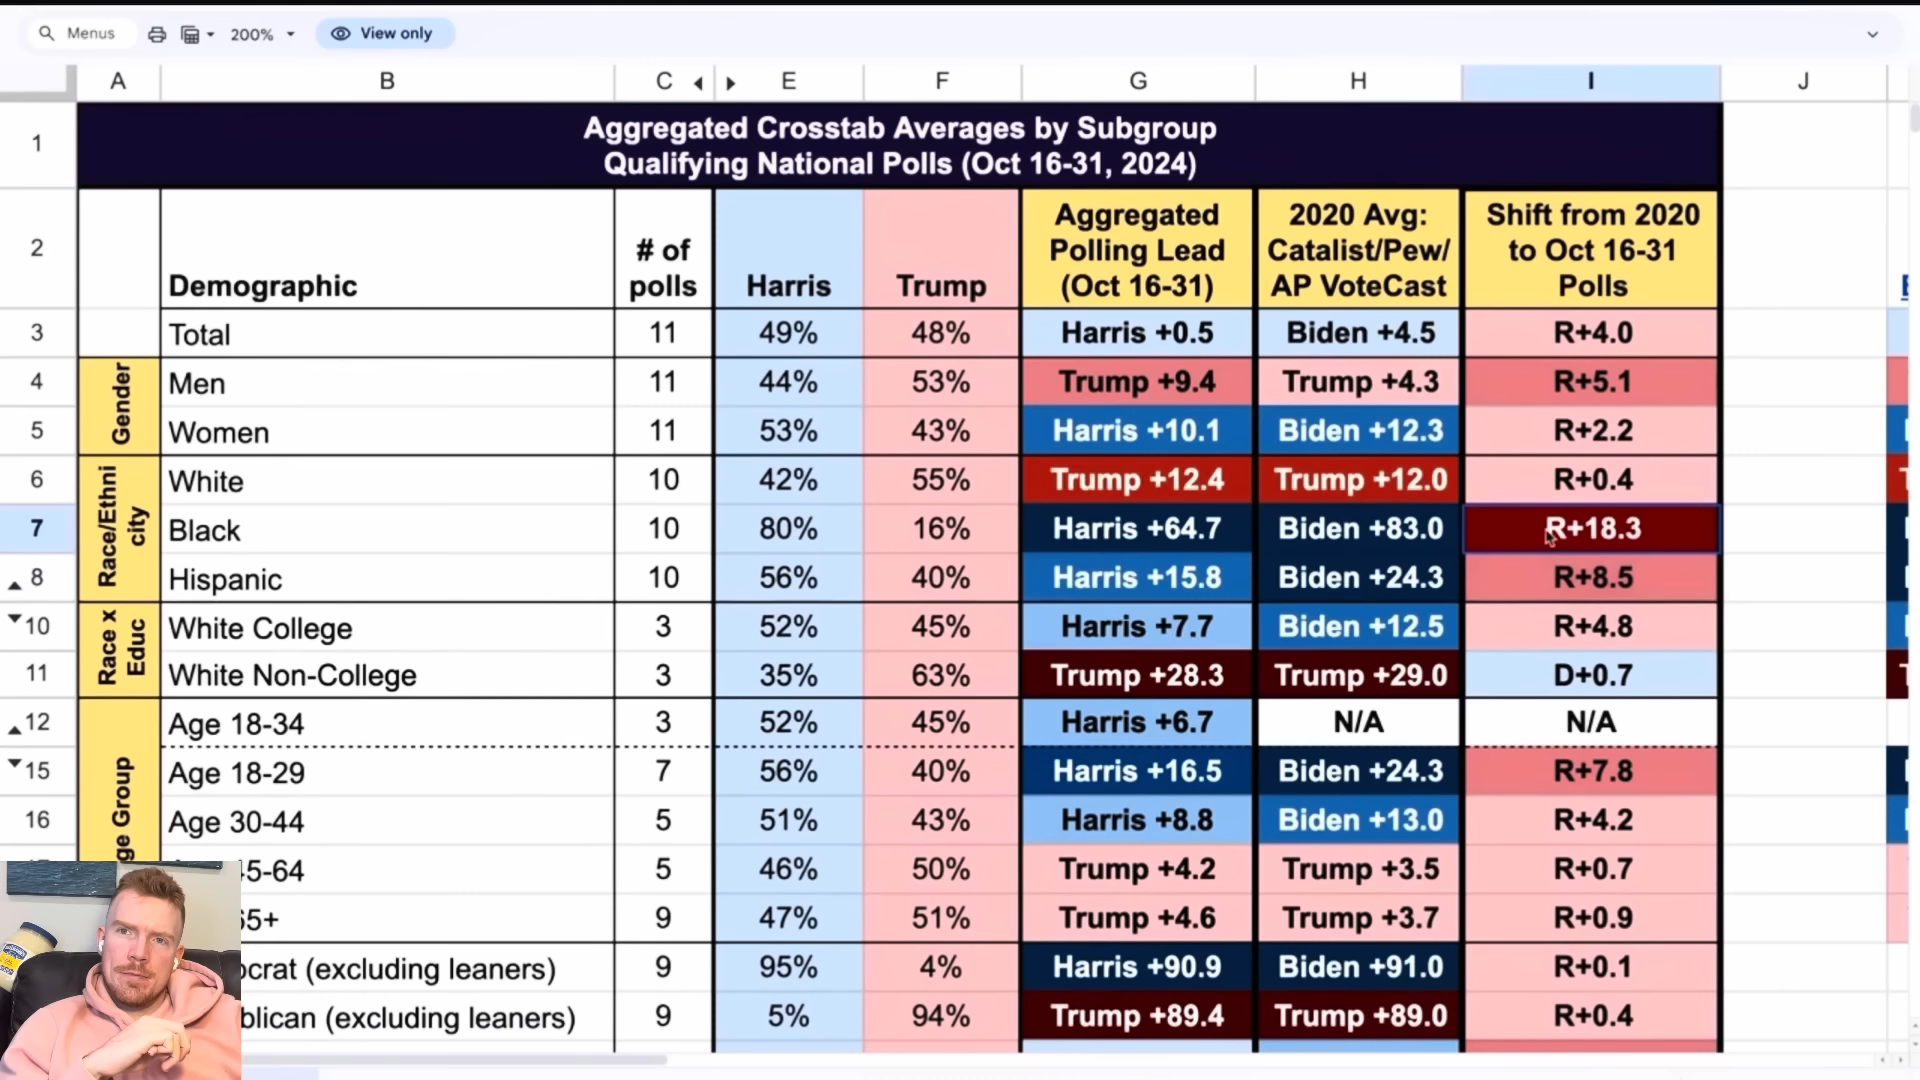 Menus 200% View only
A B C E F G H I J
1 Aggregated Crosstab Averages by Subgroup
Qualifying National Polls (Oct 16-31, 2024)
2 Demographic # of polls Harris Trump Aggregated Polling Lead (Oct 16-31) 2020 Avg: Catalist/Pew/ AP VoteCast Shift from 2020 to Oct 16-31 Polls
3 Total 11 49% 48% Harris +0.5 Biden +4.5 R+4.0
Gender
4 Men 11 44% 53% Trump +9.4 Trump +4.3 R+5.1
5 Women 11 53% 43% Harris +10.1 Biden +12.3 R+2.2
Race/Ethni
city
6 White 10 42% 55% Trump +12.4 Trump +12.0 R+0.4
7 Black 10 80% 16% Harris +64.7 Biden +83.0 R+18.3
8 Hispanic 10 56% 40% Harris +15.8 Biden +24.3 R+8.5
Race x
Educ
10 White College 3 52% 45% Harris +7.7 Biden +12.5 R+4.8
11 White Non-College 3 35% 63% Trump +28.3 Trump +29.0 D+0.7
ge Group
12 Age 18-34 3 52% 45% Harris +6.7 N/A N/A
15 Age 18-29 7 56% 40% Harris +16.5 Biden +24.3 R+7.8
16 Age 30-44 5 51% 43% Harris +8.8 Biden +13.0 R+4.2
5-64 5 46% 50% Trump +4.2 Trump +3.5 R+0.7
65+ 9 47% 51% Trump +4.6 Trump +3.7 R+0.9
ocrat (excluding leaners) 9 95% 4% Harris +90.9 Biden +91.0 R+0.1
blican (excluding leaners) 9 5% 94% Trump +89.4 Trump +89.0 R+0.4